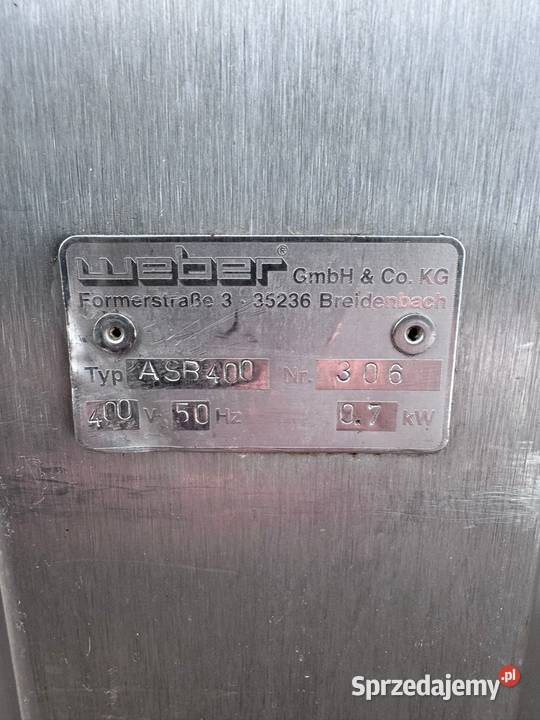 weber® GmbH & Co. KG
Formerstraße 3 · 35236 Breidenbach
Typ ASB400 Nr. 306
400 V 50 Hz 0.7 kW
Sprzedajemy.pl